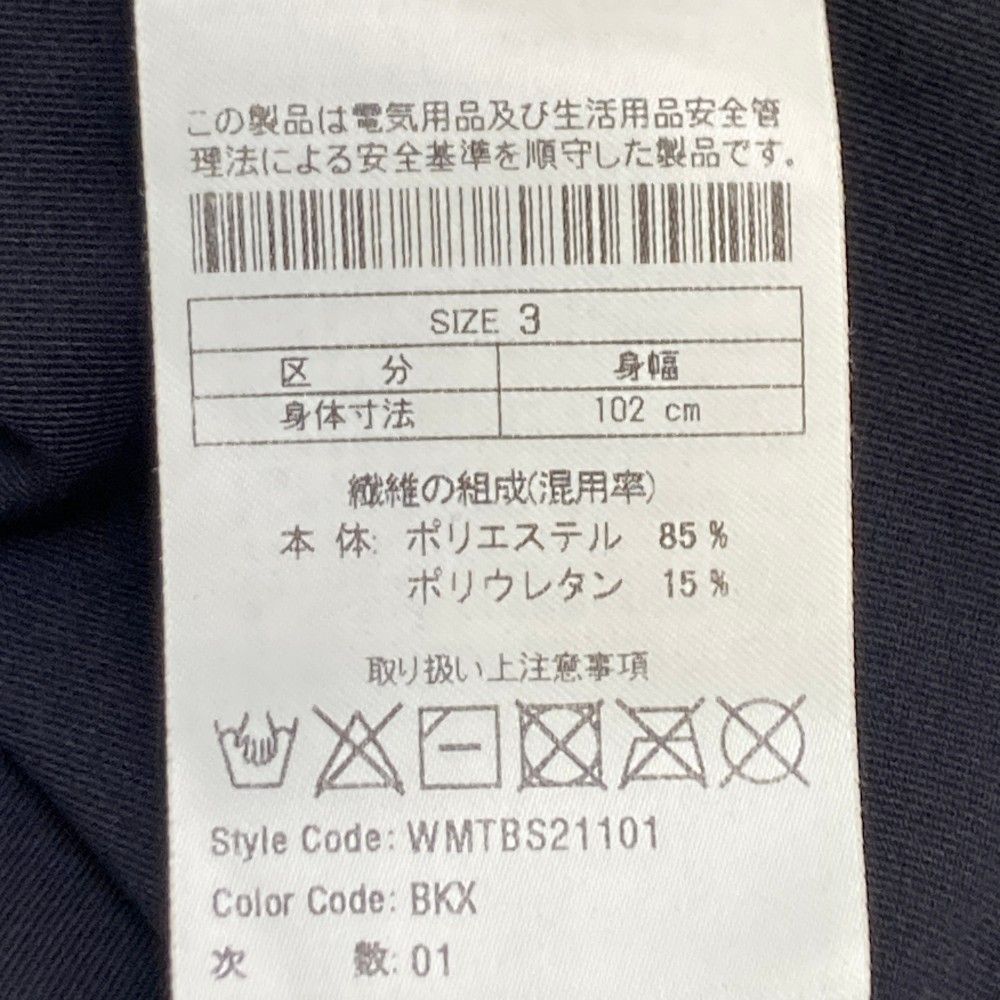 この製品は電気用品及び生活用品安全管
理法による安全基準を順守した製品です。
SIZE 3
区 分 身幅
身体寸法 102 cm
繊維の組成(混用率)
本 体: ポリエステル 85 %
ポリウレタン 15 %
取り扱い上注意事項
Style Code: WMTBS21101
Color Code: BKX
次 数: 01